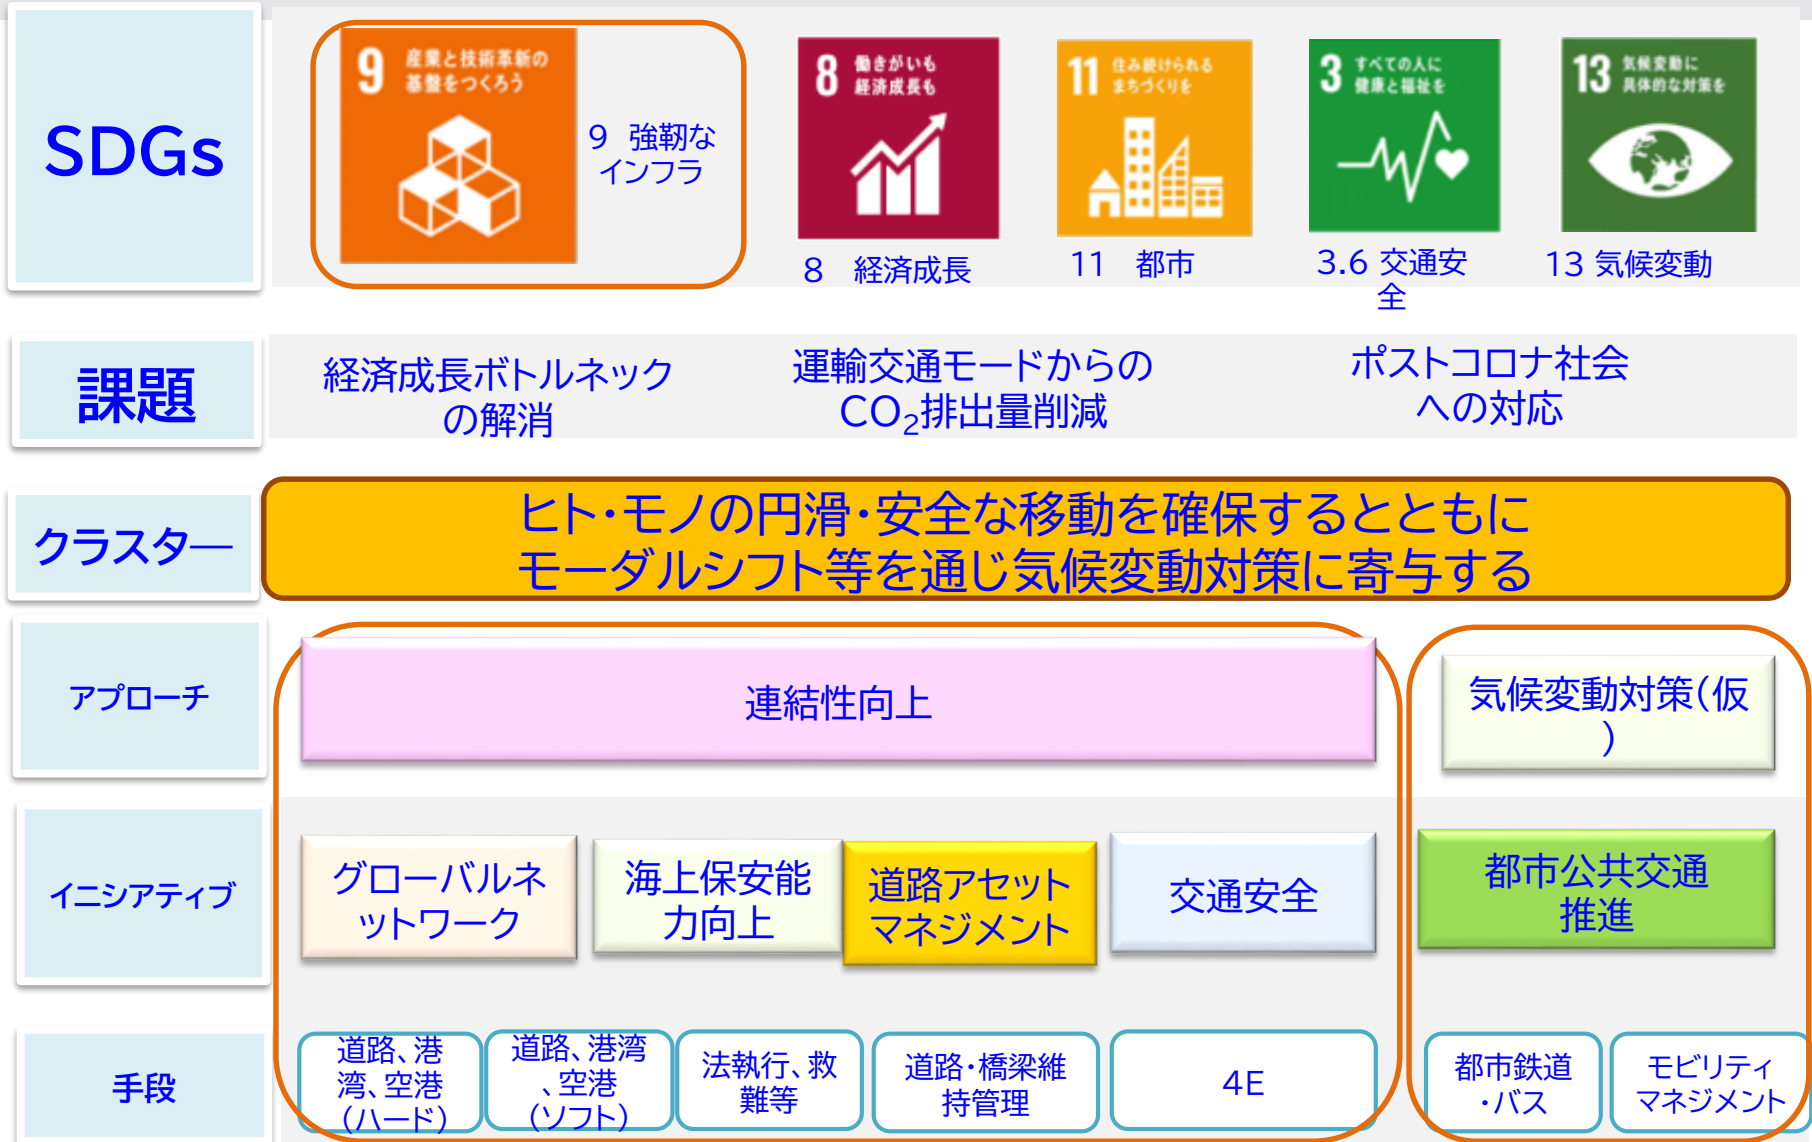 SDGs
9 産業と技術革新の
基盤をつくろう
9　強靭な
インフラ
8 働きがいも
経済成長も
8　経済成長
11 住み続けられる
まちづくりを
11　都市
3 すべての人に
健康と福祉を
3.6 交通安
全
13 気候変動に
具体的な対策を
13 気候変動
課題
経済成長ボトルネック
の解消
運輸交通モードからの
CO₂排出量削減
ポストコロナ社会
への対応
クラスター
ヒト・モノの円滑・安全な移動を確保するとともに
モーダルシフト等を通じ気候変動対策に寄与する
アプローチ
連結性向上
気候変動対策(仮
)
イニシアティブ
グローバルネ
ットワーク
海上保安能
力向上
道路アセット
マネジメント
交通安全
都市公共交通
推進
手段
道路、港
湾、空港
(ハード)
道路、港湾
、空港
(ソフト)
法執行、救
難等
道路・橋梁維
持管理
4E
都市鉄道
・バス
モビリティ
マネジメント